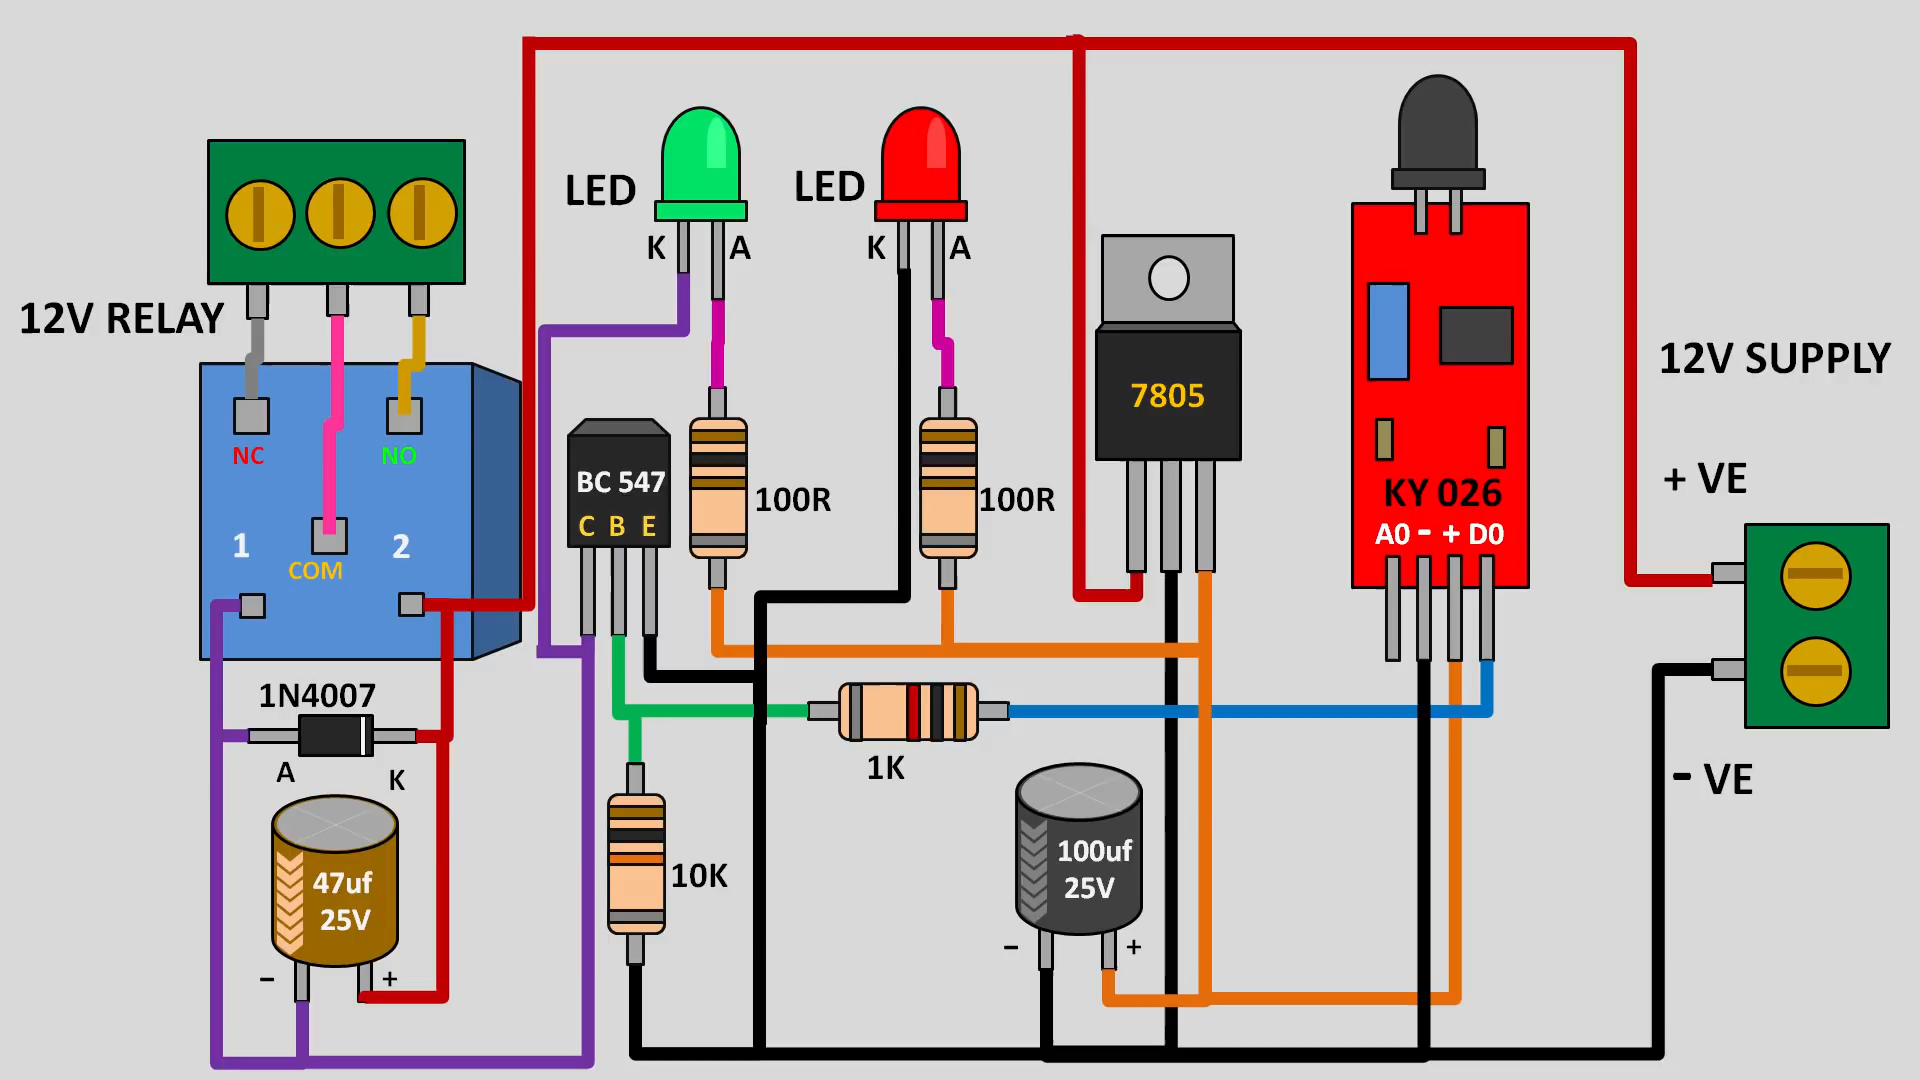 LED
LED
K
A
K
A
12V RELAY
12V SUPPLY
7805
NC
NO
BC 547
C B E
100R
100R
+ VE
KY 026
A0 - + D0
1
2
COM
1N4007
A
K
1K
- VE
47uf
25V
- +
10K
100uf
25V
- +